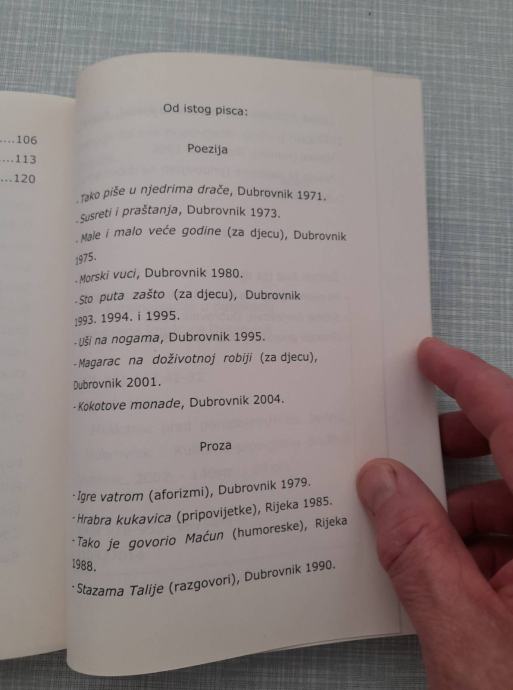 ....106
....113
...120
Od istog pisca:
Poezija
- Tako piše u njedrima drače, Dubrovnik 1971.
- Susreti i praštanja, Dubrovnik 1973.
- Male i malo veće godine (za djecu), Dubrovnik
1975.
- Morski vuci, Dubrovnik 1980.
- Sto puta zašto (za djecu), Dubrovnik
1993. 1994. i 1995.
- Uši na nogama, Dubrovnik 1995.
- Magarac na doživotnoj robiji (za djecu),
Dubrovnik 2001.
- Kokotove monade, Dubrovnik 2004.
Proza
- Igre vatrom (aforizmi), Dubrovnik 1979.
- Hrabra kukavica (pripovijetke), Rijeka 1985.
- Tako je govorio Maćun (humoreske), Rijeka
1988.
- Stazama Talije (razgovori), Dubrovnik 1990.